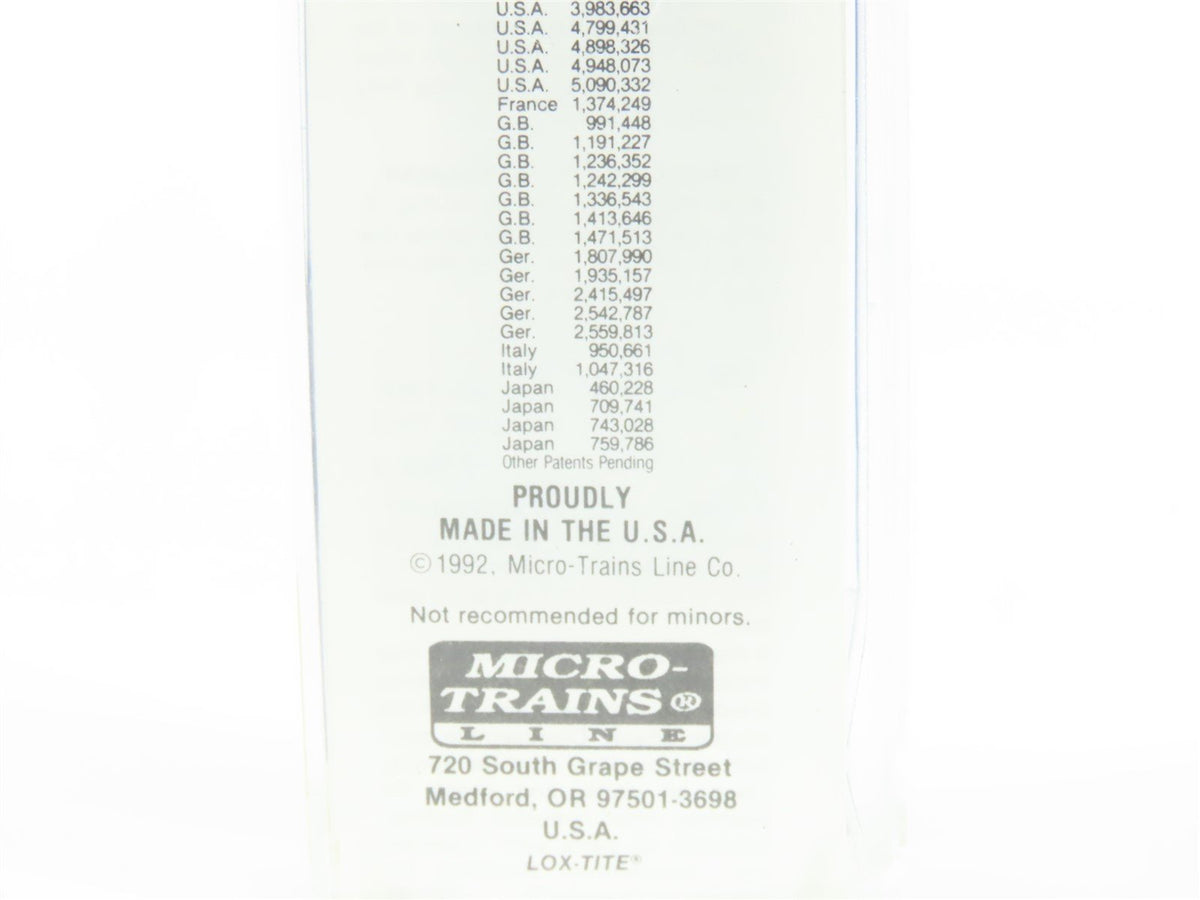 U.S.A. 3,983,663
U.S.A. 4,799,431
U.S.A. 4,898,326
U.S.A. 4,948,073
U.S.A. 5,090,332
France 1,374,249
G.B. 991,448
G.B. 1,191,227
G.B. 1,236,352
G.B. 1,242,299
G.B. 1,336,543
G.B. 1,413,646
G.B. 1,471,513
Ger. 1,807,990
Ger. 1,935,157
Ger. 2,415,497
Ger. 2,542,787
Ger. 2,559,813
Italy 950,661
Italy 1,047,316
Japan 460,228
Japan 709,741
Japan 743,028
Japan 759,786
Other Patents Pending
PROUDLY
MADE IN THE U.S.A.
©1992, Micro-Trains Line Co.
Not recommended for minors.
MICRO-
TRAINS®
LINE
720 South Grape Street
Medford, OR 97501-3698
U.S.A.
LOX-TITE®